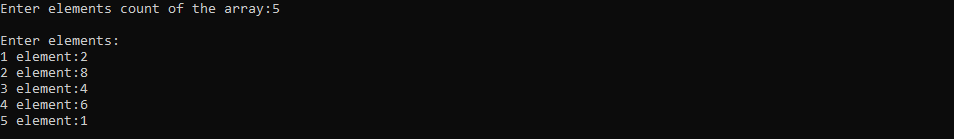 Enter elements count of the array:5
Enter elements:
1 element:2
2 element:8
3 element:4
4 element:6
5 element:1